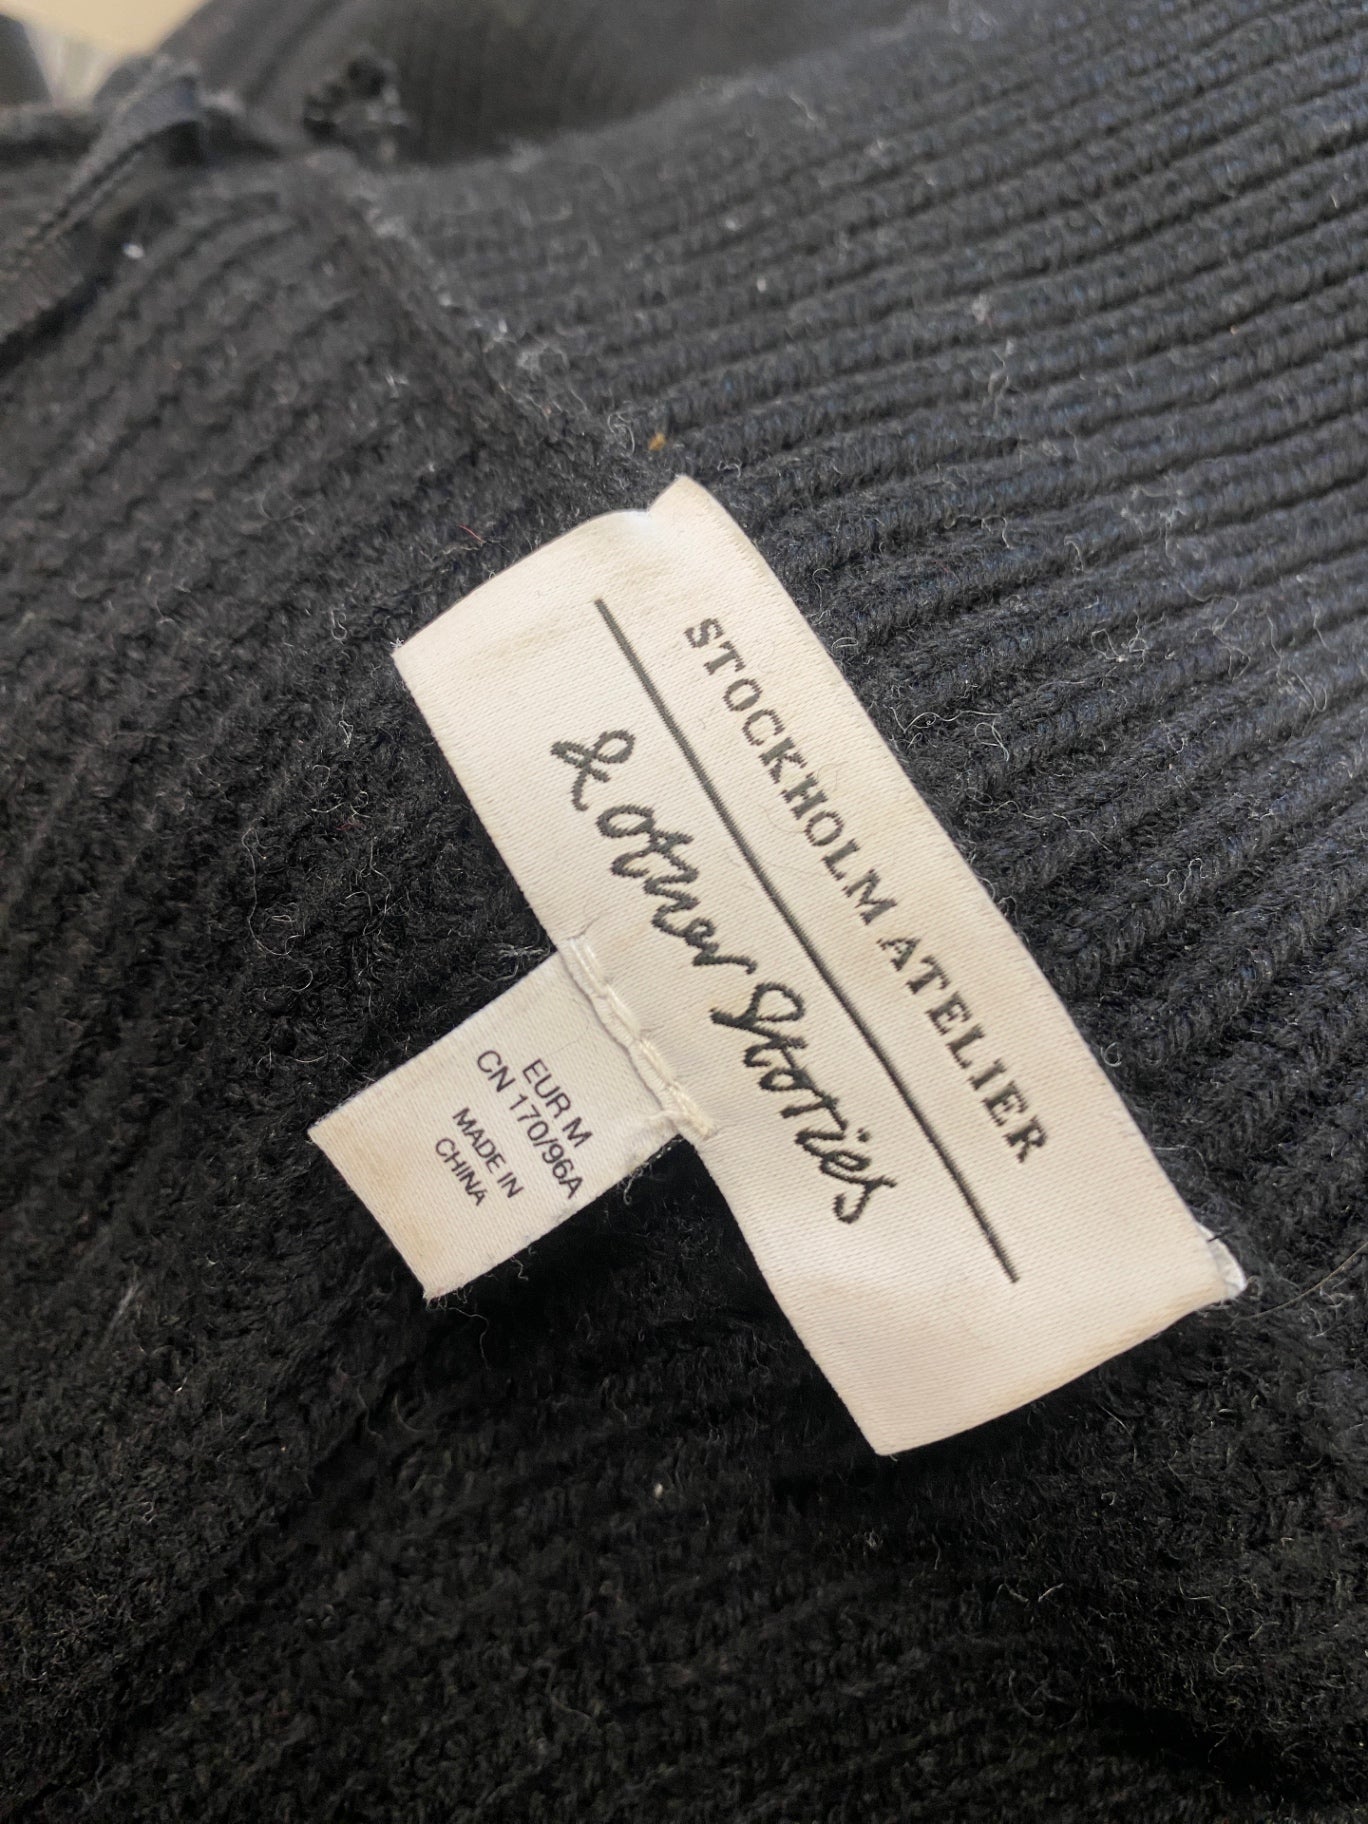 STOCKHOLM ATELIER
& Other Stories
EUR M
CN 170/96A
MADE IN
CHINA